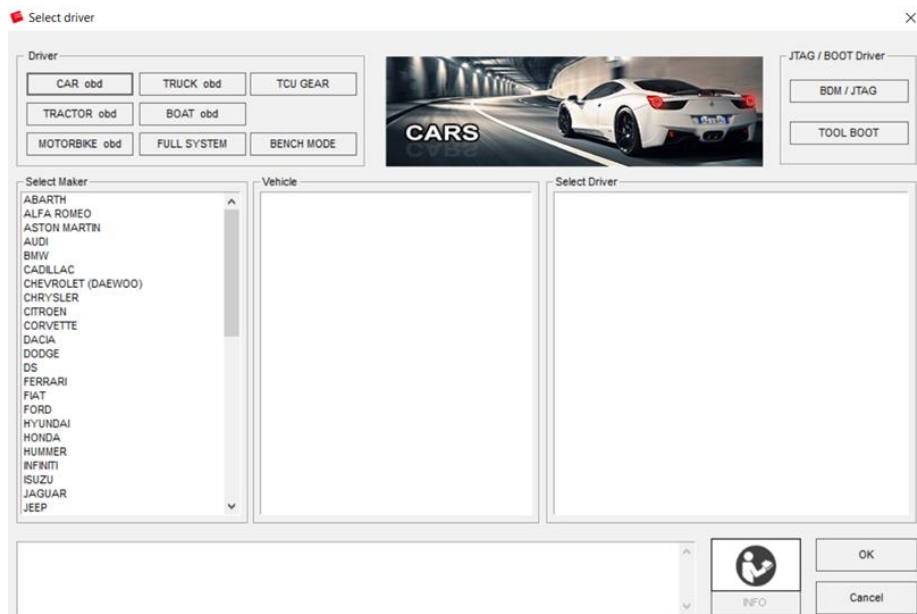 Select driver
Driver
CAR obd
TRUCK obd
TCU GEAR
TRACTOR obd
BOAT obd
MOTORBIKE obd
FULL SYSTEM
BENCH MODE
CARS
JTAG / BOOT Driver
BDM / JTAG
TOOL BOOT
Select Maker
ABARTH
ALFA ROMEO
ASTON MARTIN
AUDI
BMW
CADILLAC
CHEVROLET (DAEWOO)
CHRYSLER
CITROEN
CORVETTE
DACIA
DODGE
DS
FERRARI
FIAT
FORD
HYUNDAI
HONDA
HUMMER
INFINITI
ISUZU
JAGUAR
JEEP
Vehicle
Select Driver
INFO
OK
Cancel